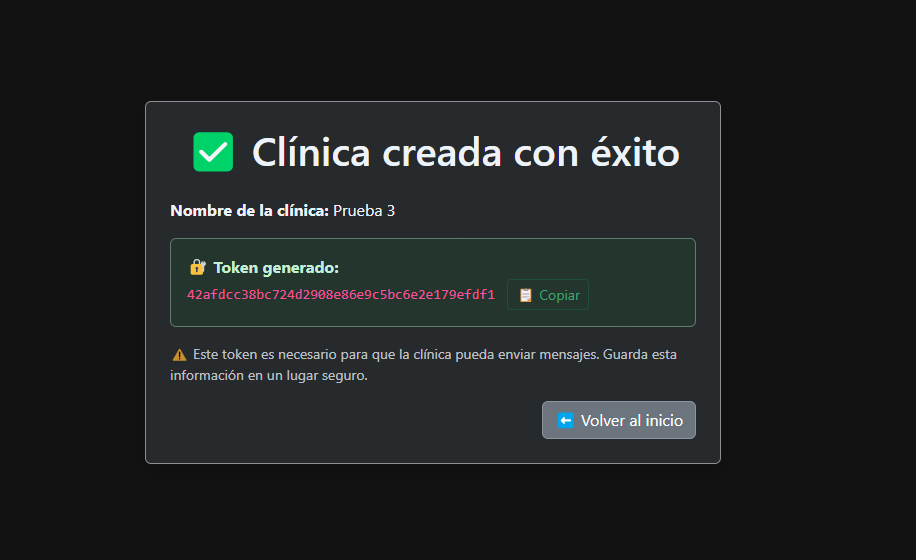 Clínica creada con éxito
Nombre de la clínica: Prueba 3
Token generado:
42afdcc38bc724d2908e86e9c5bc6e2e179efdf1 Copiar
Este token es necesario para que la clínica pueda enviar mensajes. Guarda esta
información en un lugar seguro.
Volver al inicio